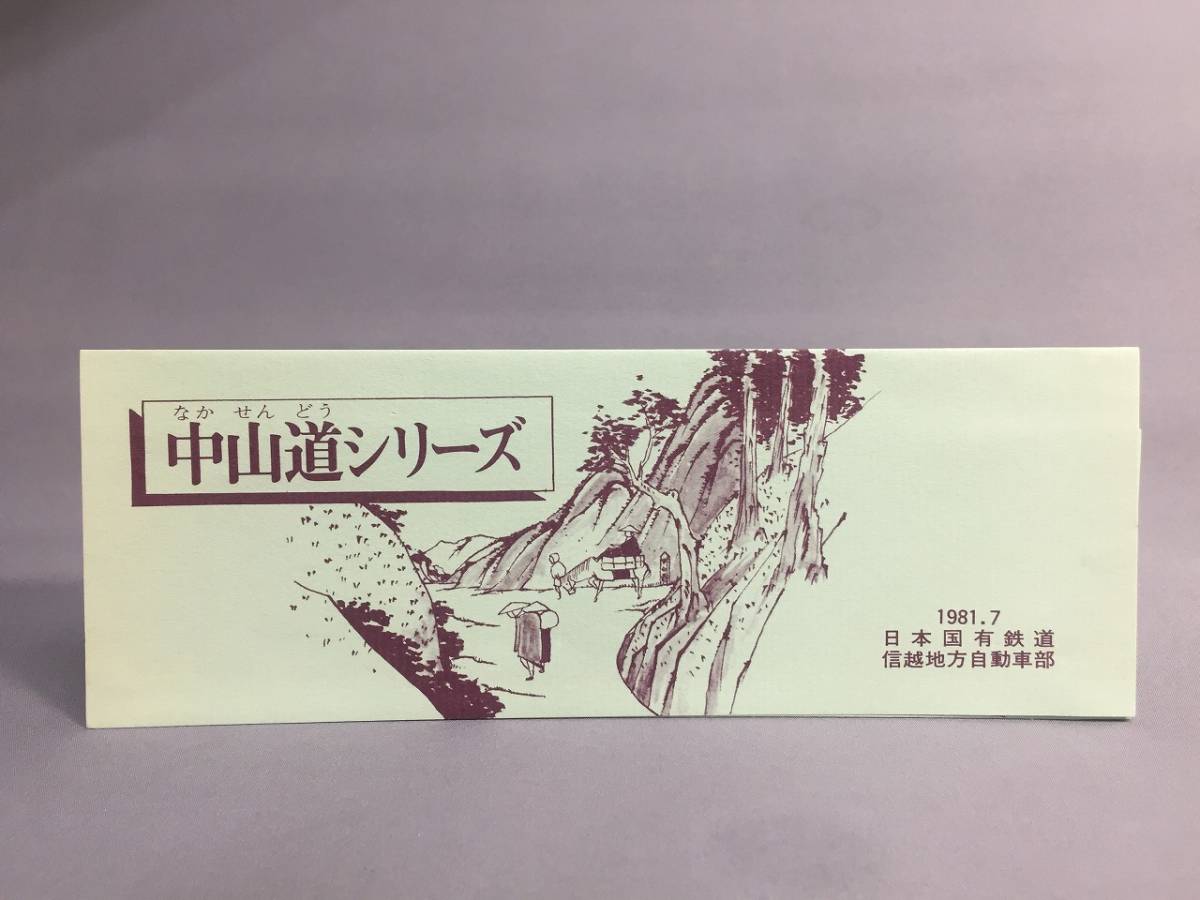 なか せん どう
中山道シリーズ
1981.7
日本国有鉄道
信越地方自動車部